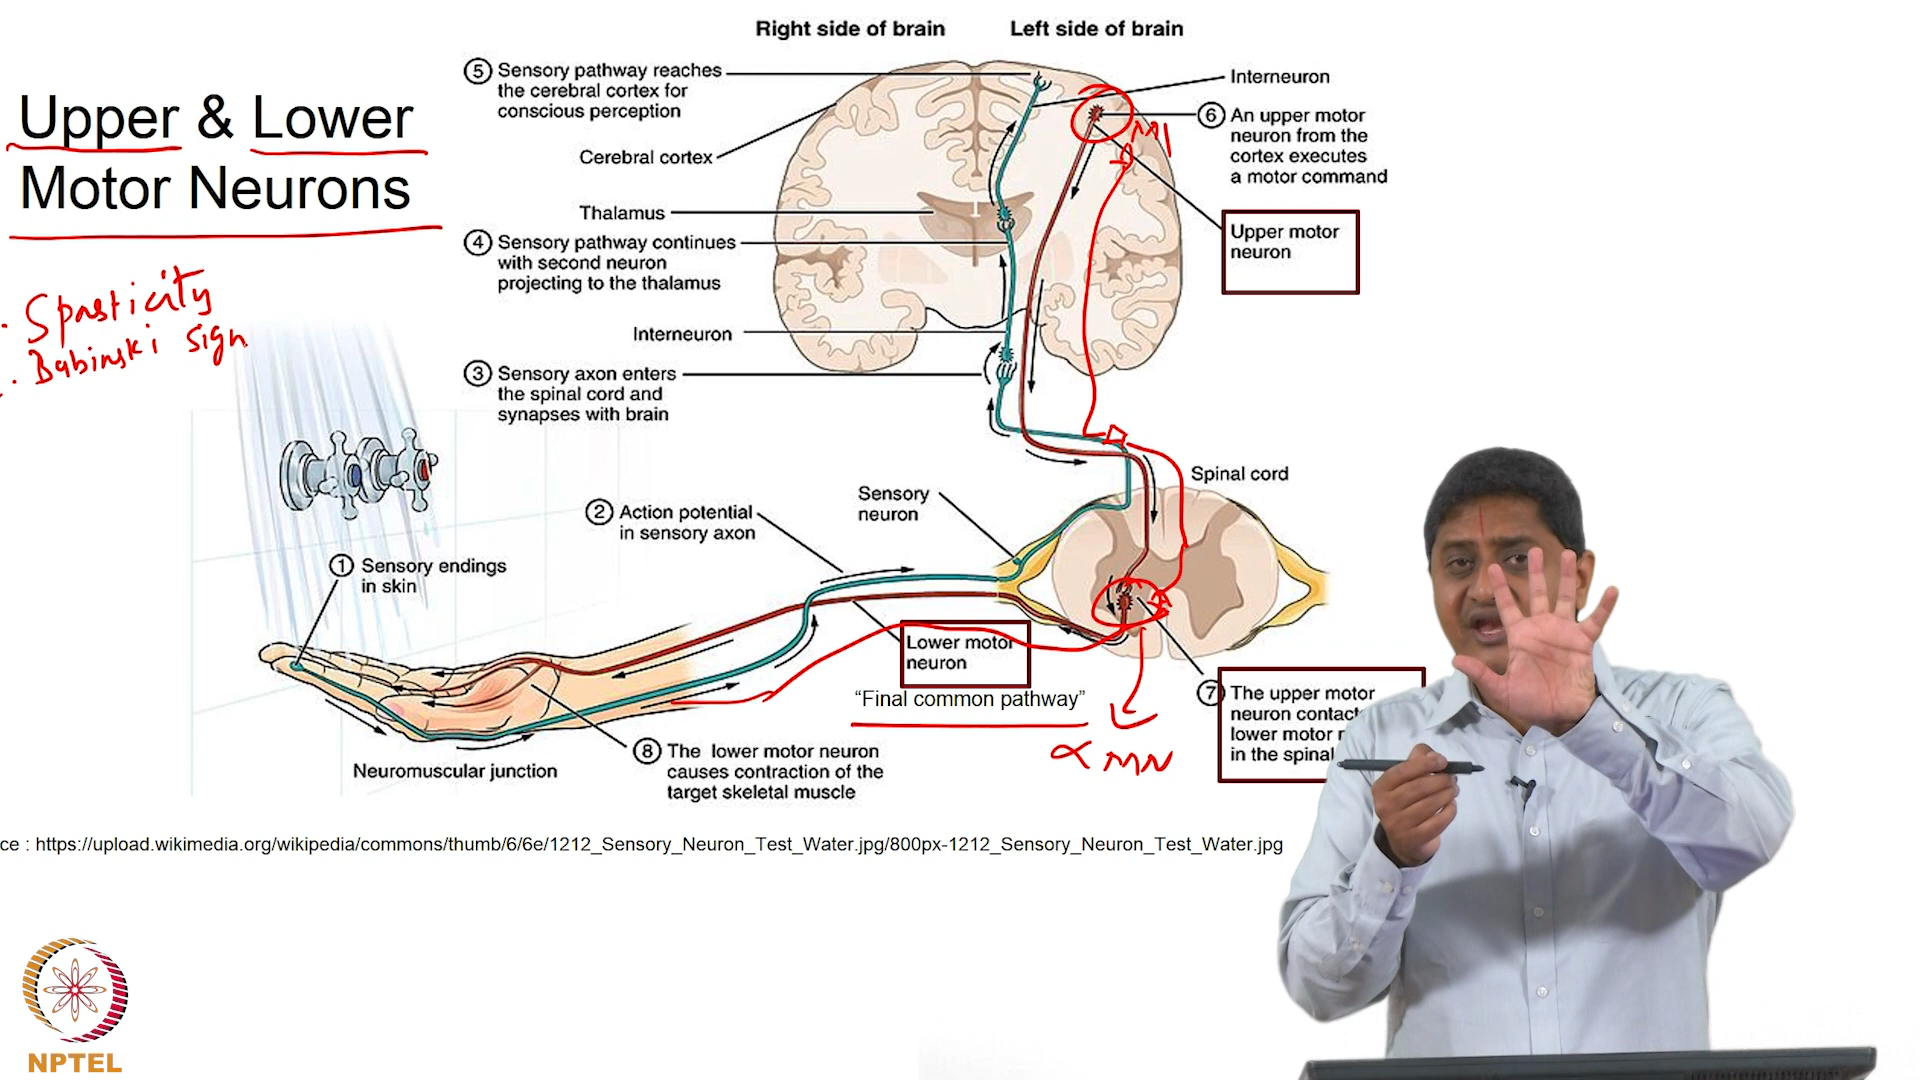 Right side of brain
Left side of brain
Upper & Lower
Motor Neurons
· Spasticity
· Babinski Sign
5 Sensory pathway reaches
the cerebral cortex for
conscious perception
Cerebral cortex
Thalamus
4 Sensory pathway continues
with second neuron
projecting to the thalamus
Interneuron
3 Sensory axon enters
the spinal cord and
synapses with brain
Interneuron
6 An upper motor
neuron from the
cortex executes
a motor command
M1
Upper motor
neuron
Spinal cord
Sensory
neuron
2 Action potential
in sensory axon
1 Sensory endings
in skin
Lower motor
neuron
“Final common pathway”
α MN
7 The upper motor
neuron contact
lower motor
in the spinal
Neuromuscular junction
8 The lower motor neuron
causes contraction of the
target skeletal muscle
ce : https://upload.wikimedia.org/wikipedia/commons/thumb/6/6e/1212_Sensory_Neuron_Test_Water.jpg/800px-1212_Sensory_Neuron_Test_Water.jpg
NPTEL